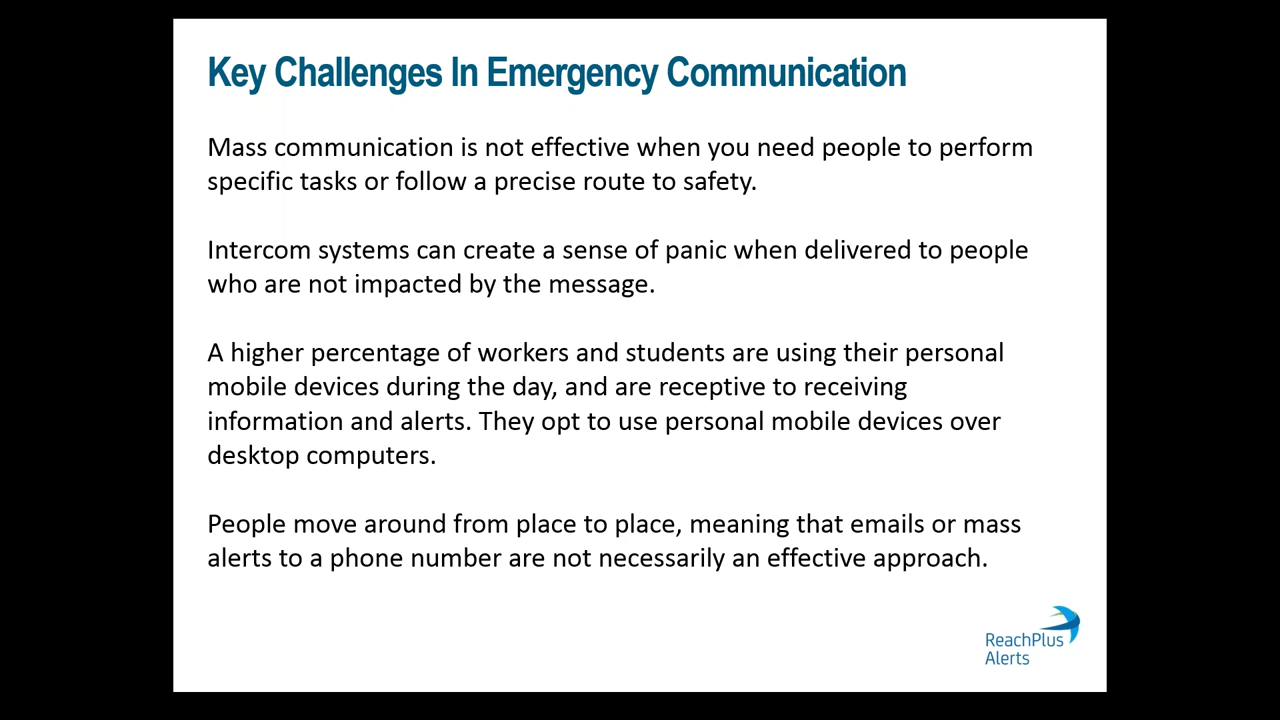 Key Challenges In Emergency Communication
Mass communication is not effective when you need people to perform
specific tasks or follow a precise route to safety.
Intercom systems can create a sense of panic when delivered to people
who are not impacted by the message.
A higher percentage of workers and students are using their personal
mobile devices during the day, and are receptive to receiving
information and alerts. They opt to use personal mobile devices over
desktop computers.
People move around from place to place, meaning that emails or mass
alerts to a phone number are not necessarily an effective approach.
ReachPlus
Alerts